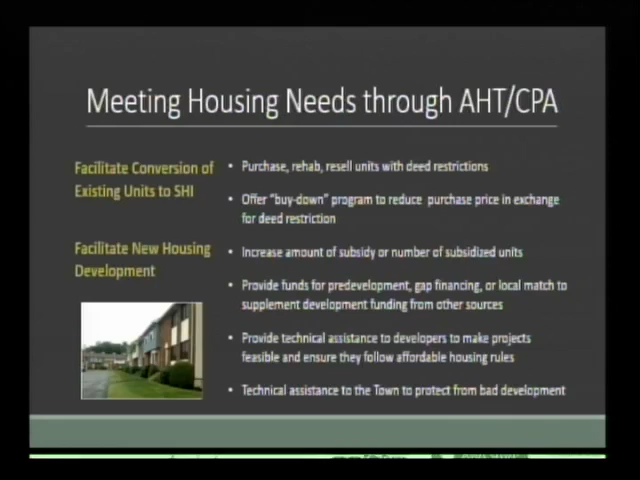 Meeting Housing Needs through AHT/CPA
Facilitate Conversion of
Existing Units to SHI
Facilitate New Housing
Development
• Purchase, rehab, resell units with deed restrictions
• Offer "buy-down" program to reduce purchase price in exchange
for deed restriction
• Increase amount of subsidy or number of subsidized units
• Provide funds for predevelopment, gap financing, or local match to
supplement development funding from other sources
• Provide technical assistance to developers to make projects
feasible and ensure they follow affordable housing rules
• Technical assistance to the Town to protect from bad development